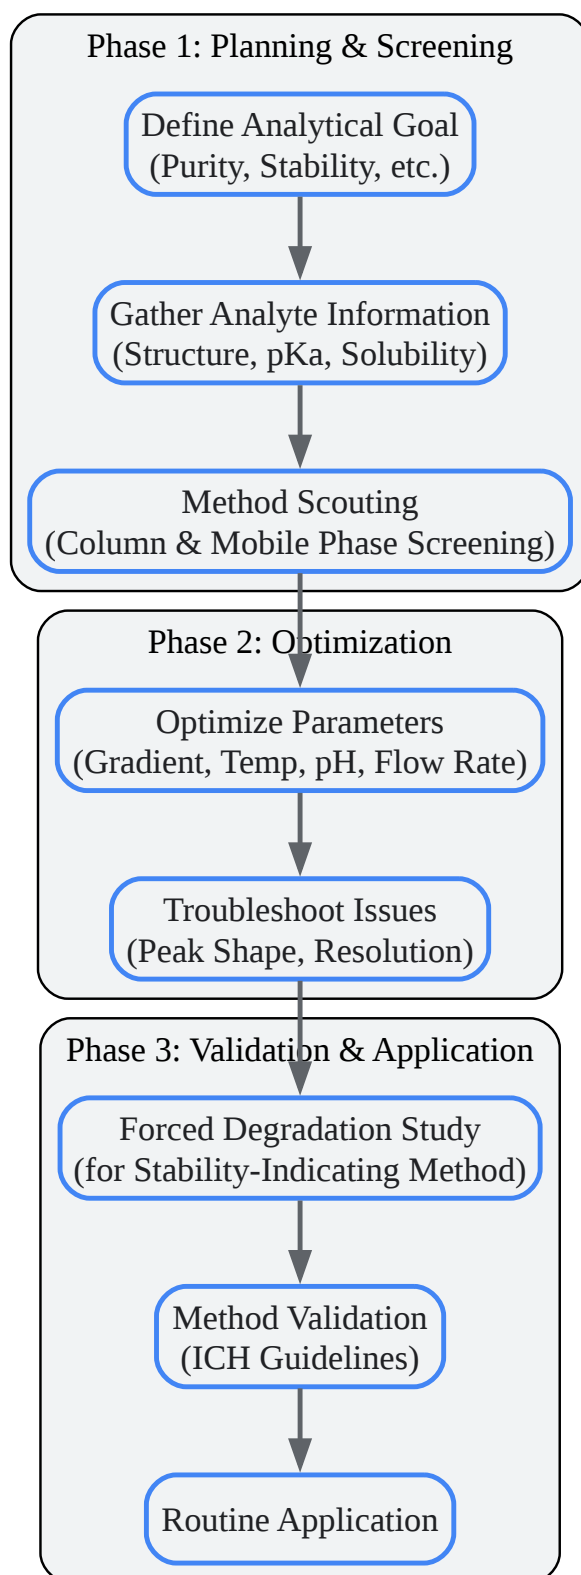 Phase 1: Planning & Screening
Define Analytical Goal
(Purity, Stability, etc.)
Gather Analyte Information
(Structure, pKa, Solubility)
Method Scouting
(Column & Mobile Phase Screening)
Phase 2: Optimization
Optimize Parameters
(Gradient, Temp, pH, Flow Rate)
Troubleshoot Issues
(Peak Shape, Resolution)
Phase 3: Validation & Application
Forced Degradation Study
(for Stability-Indicating Method)
Method Validation
(ICH Guidelines)
Routine Application